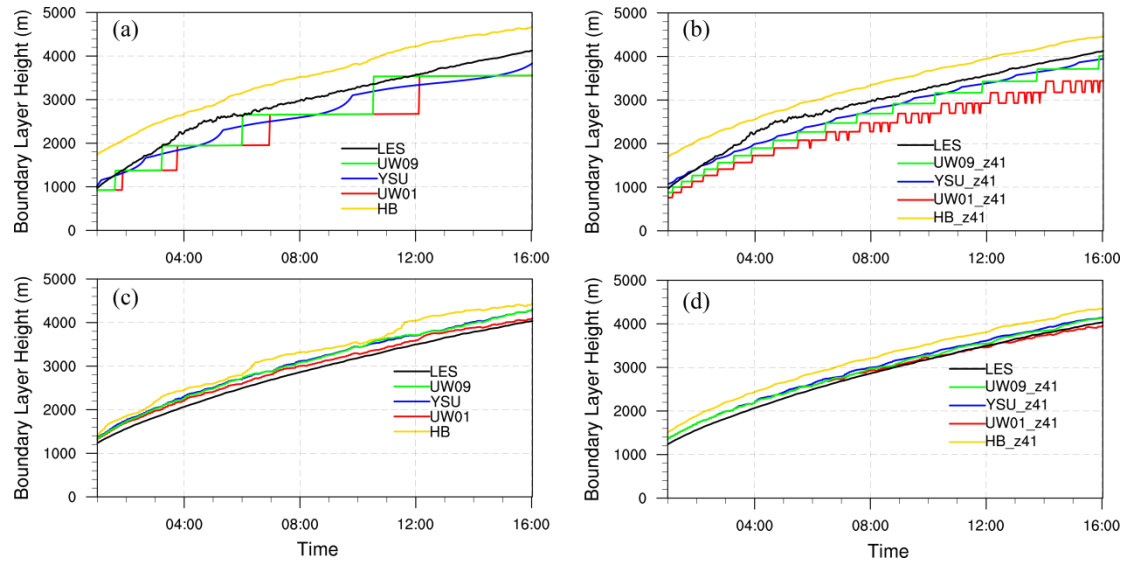 (a)
Boundary Layer Height (m)
5000
4000
3000
2000
1000
0
LES
UW09
YSU
UW01
HB
04:00 08:00 12:00 16:00
(b)
Boundary Layer Height (m)
5000
4000
3000
2000
1000
0
LES
UW09_z41
YSU_z41
UW01_z41
HB_z41
04:00 08:00 12:00 16:00
(c)
Boundary Layer Height (m)
5000
4000
3000
2000
1000
0
LES
UW09
YSU
UW01
HB
04:00 08:00 12:00 16:00
Time
(d)
Boundary Layer Height (m)
5000
4000
3000
2000
1000
0
LES
UW09_z41
YSU_z41
UW01_z41
HB_z41
04:00 08:00 12:00 16:00
Time